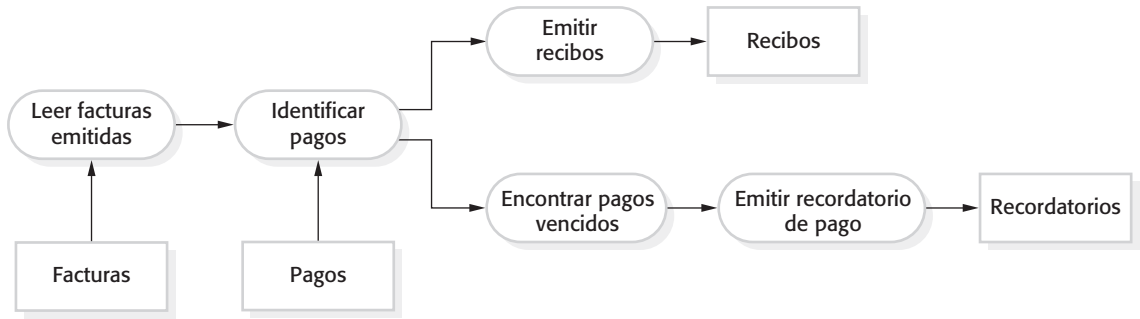 Emitir
recibos
Recibos
Leer facturas
emitidas
Identificar
pagos
Encontrar pagos
vencidos
Emitir recordatorio
de pago
Recordatorios
Facturas
Pagos